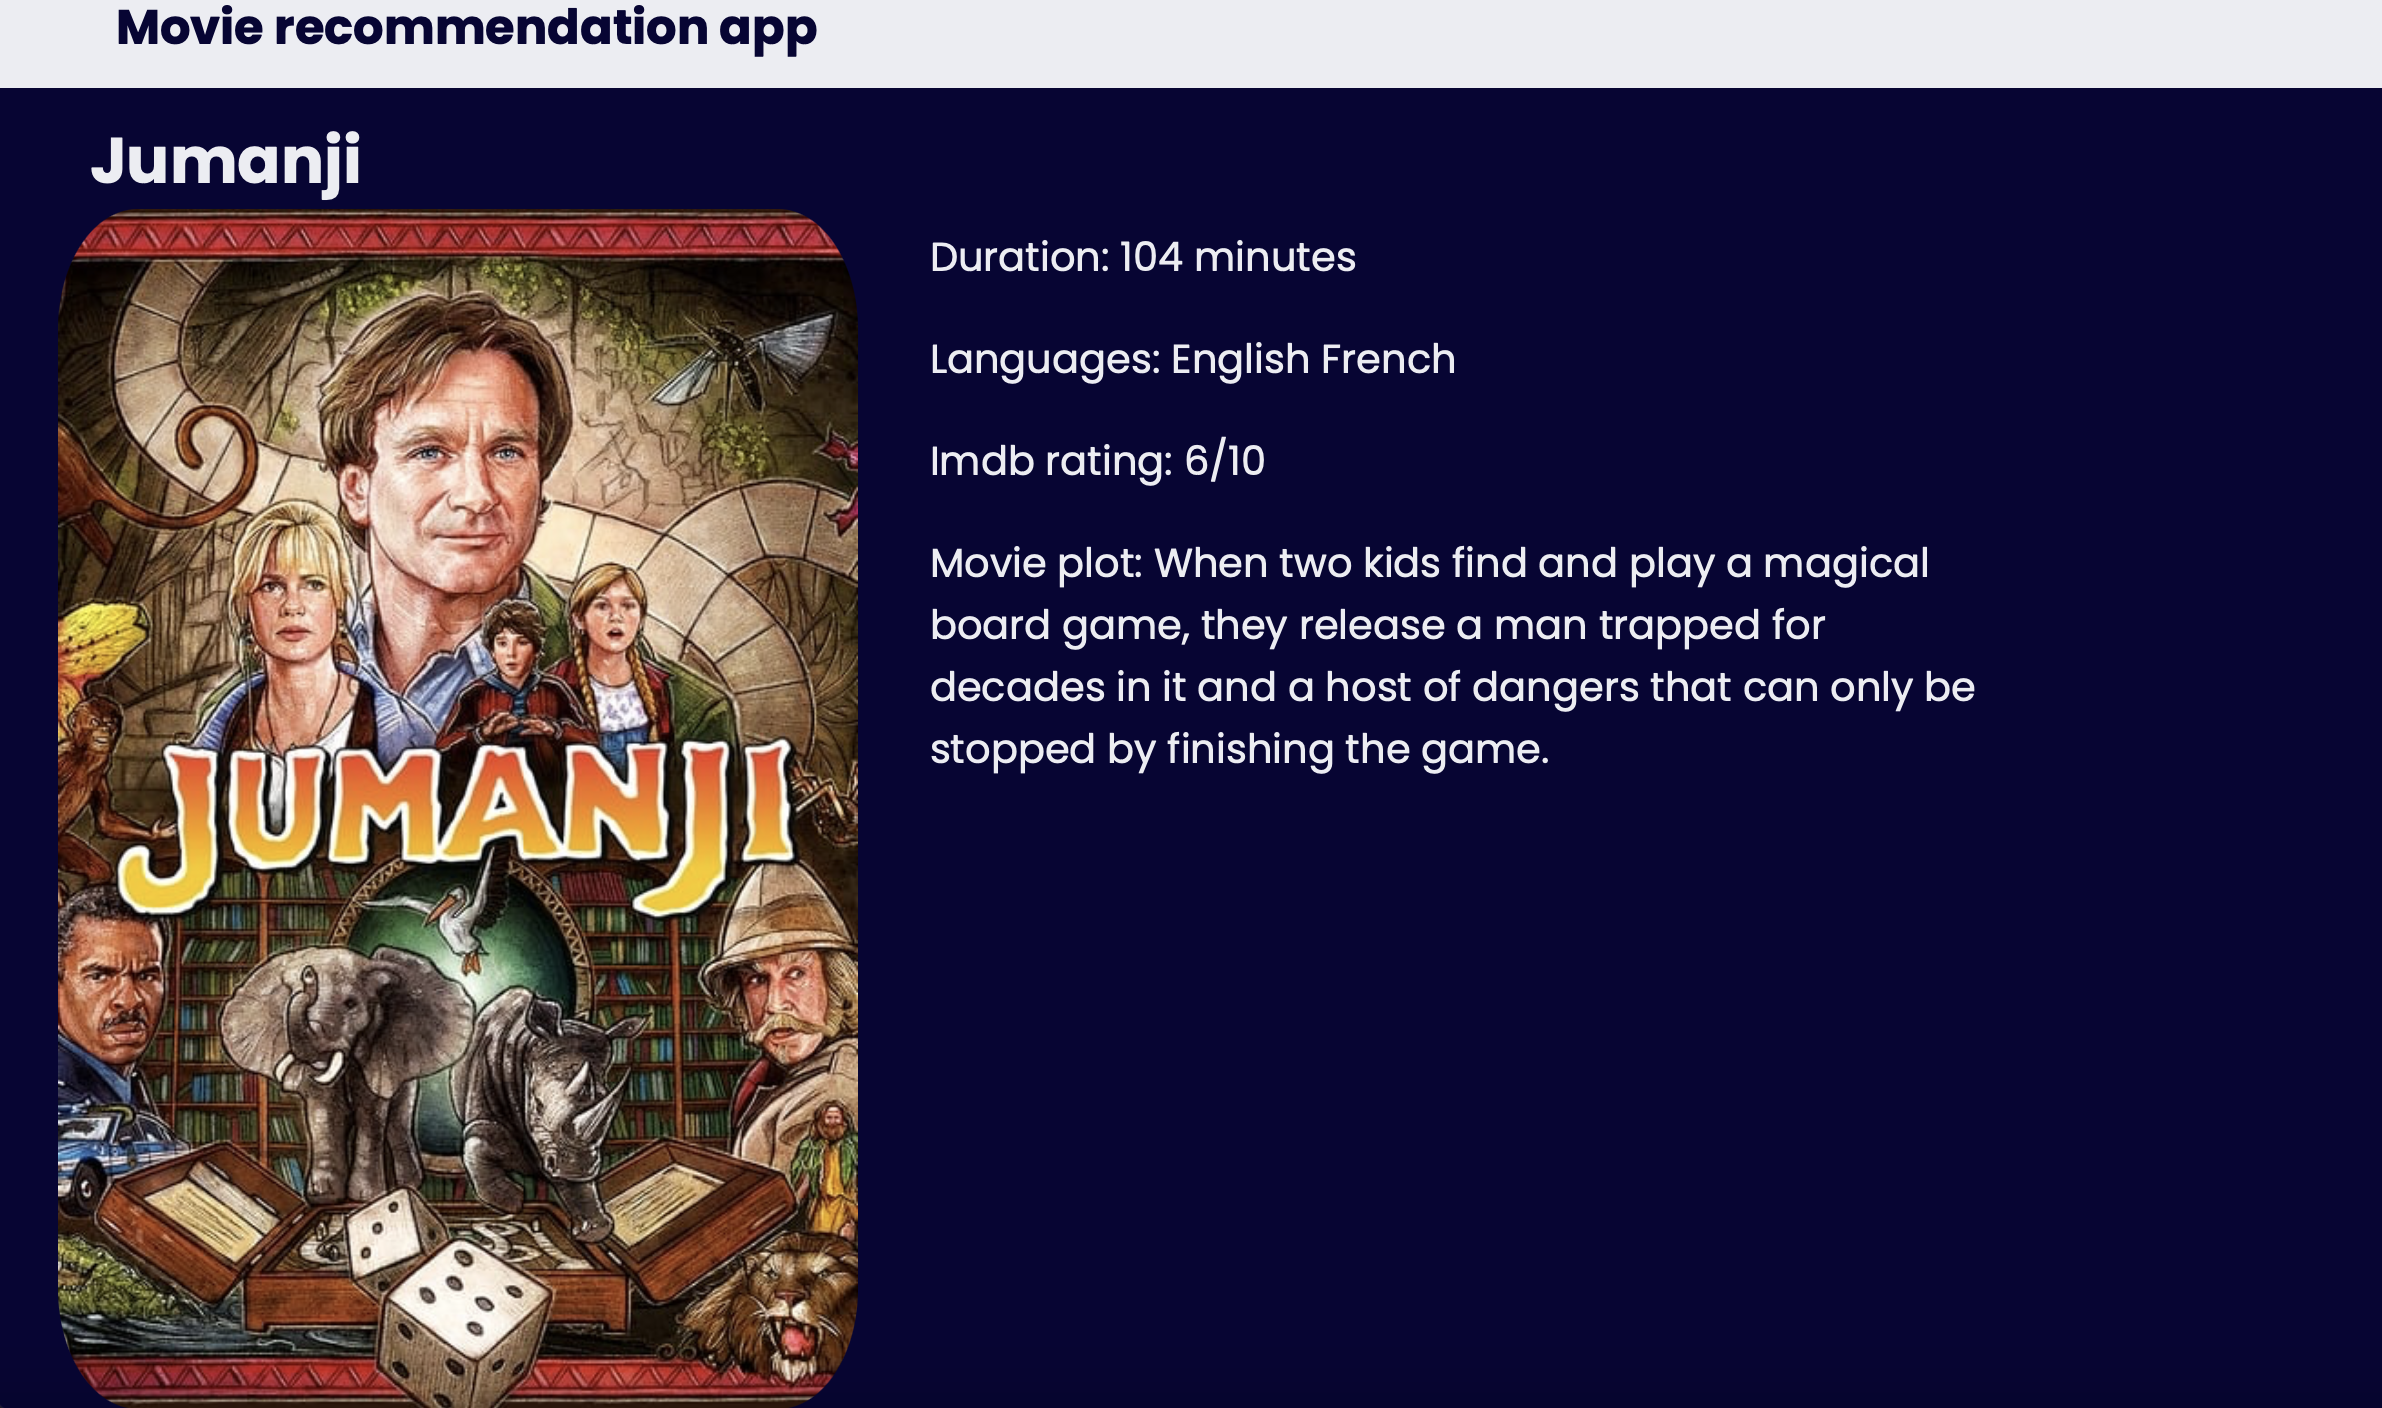 Movie recommendation app
Jumanji
Duration: 104 minutes
Languages: English French
Imdb rating: 6/10
Movie plot: When two kids find and play a magical
board game, they release a man trapped for
decades in it and a host of dangers that can only be
stopped by finishing the game.
JUMANJI